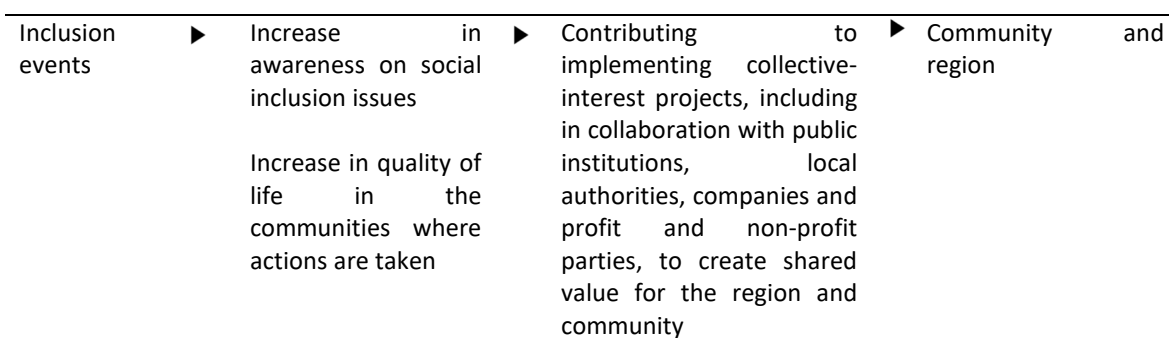 Inclusion
events
▶
Increase in
awareness on social
inclusion issues
Increase in quality of
life in the
communities where
actions are taken
▶
Contributing to
implementing collective-
interest projects, including
in collaboration with public
institutions, local
authorities, companies and
profit and non-profit
parties, to create shared
value for the region and
community
▶
Community and
region